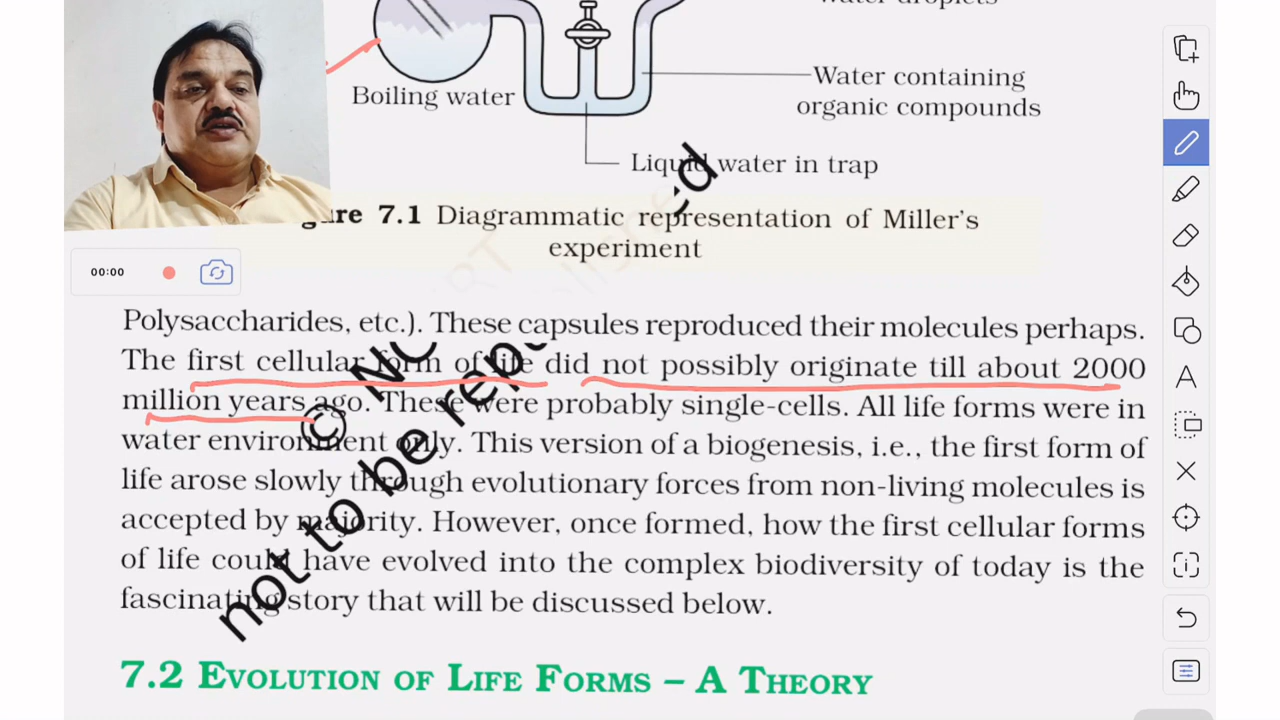 water droplets
Water containing
organic compounds
Boiling water
Liquid water in trap
gure 7.1 Diagrammatic representation of Miller's
experiment
00:00
Polysaccharides, etc.). These capsules reproduced their molecules perhaps.
The first cellular form of life did not possibly originate till about 2000
million years ago. These were probably single-cells. All life forms were in
water environment only. This version of a biogenesis, i.e., the first form of
life arose slowly through evolutionary forces from non-living molecules is
accepted by majority. However, once formed, how the first cellular forms
of life could have evolved into the complex biodiversity of today is the
fascinating story that will be discussed below.
7.2 EVOLUTION OF LIFE FORMS – A THEORY
© NC
not to be rep
ed
A